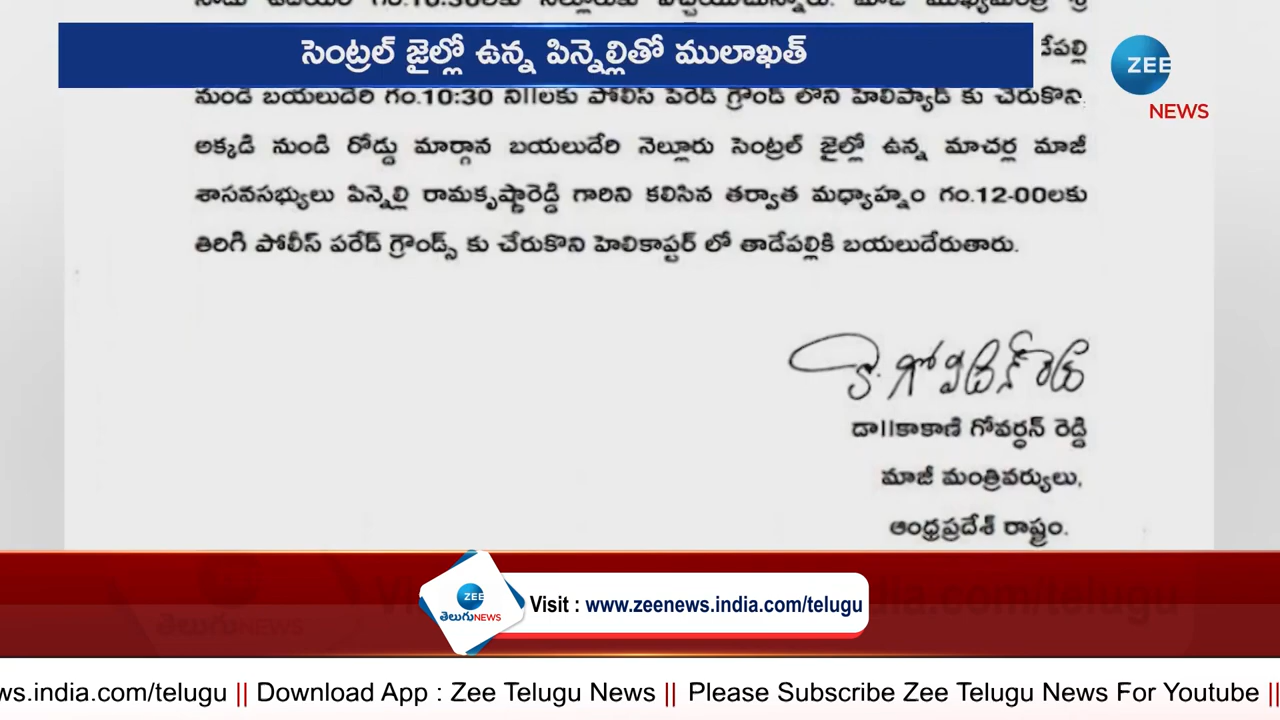 సెంట్రల్ జైల్లో ఉన్న పిన్నెల్లితో ములాఖత్
ZEE
NEWS
నుండి బయలుదేరి గం.10:30 ని॥లకు పోలీస్ పెరేడ్ గ్రౌండ్ లోని హెలిప్యాడ్ కు చేరుకొని
అక్కడి నుండి రోడ్డు మార్గాన బయలుదేరి నెల్లూరు సెంట్రల్ జైల్లో ఉన్న మాచర్ల మాజీ
శాసనసభ్యులు పిన్నెల్లి రామకృష్ణారెడ్డి గారిని కలిసిన తర్వాత మధ్యాహ్నం గం.12-00లకు
తిరిగి పోలీస్ పరేడ్ గ్రౌండ్స్ కు చేరుకొని హెలికాప్టర్ లో తాడేపల్లికి బయలుదేరుతారు.
డా॥కాకాణి గోవర్ధన్ రెడ్డి
మాజీ మంత్రివర్యులు,
ఆంధ్రప్రదేశ్ రాష్ట్రం.
ZEE
తెలుగు NEWS
Visit : www.zeenews.india.com/telugu
ws.india.com/telugu || Download App : Zee Telugu News || Please Subscribe Zee Telugu News For Youtube ||